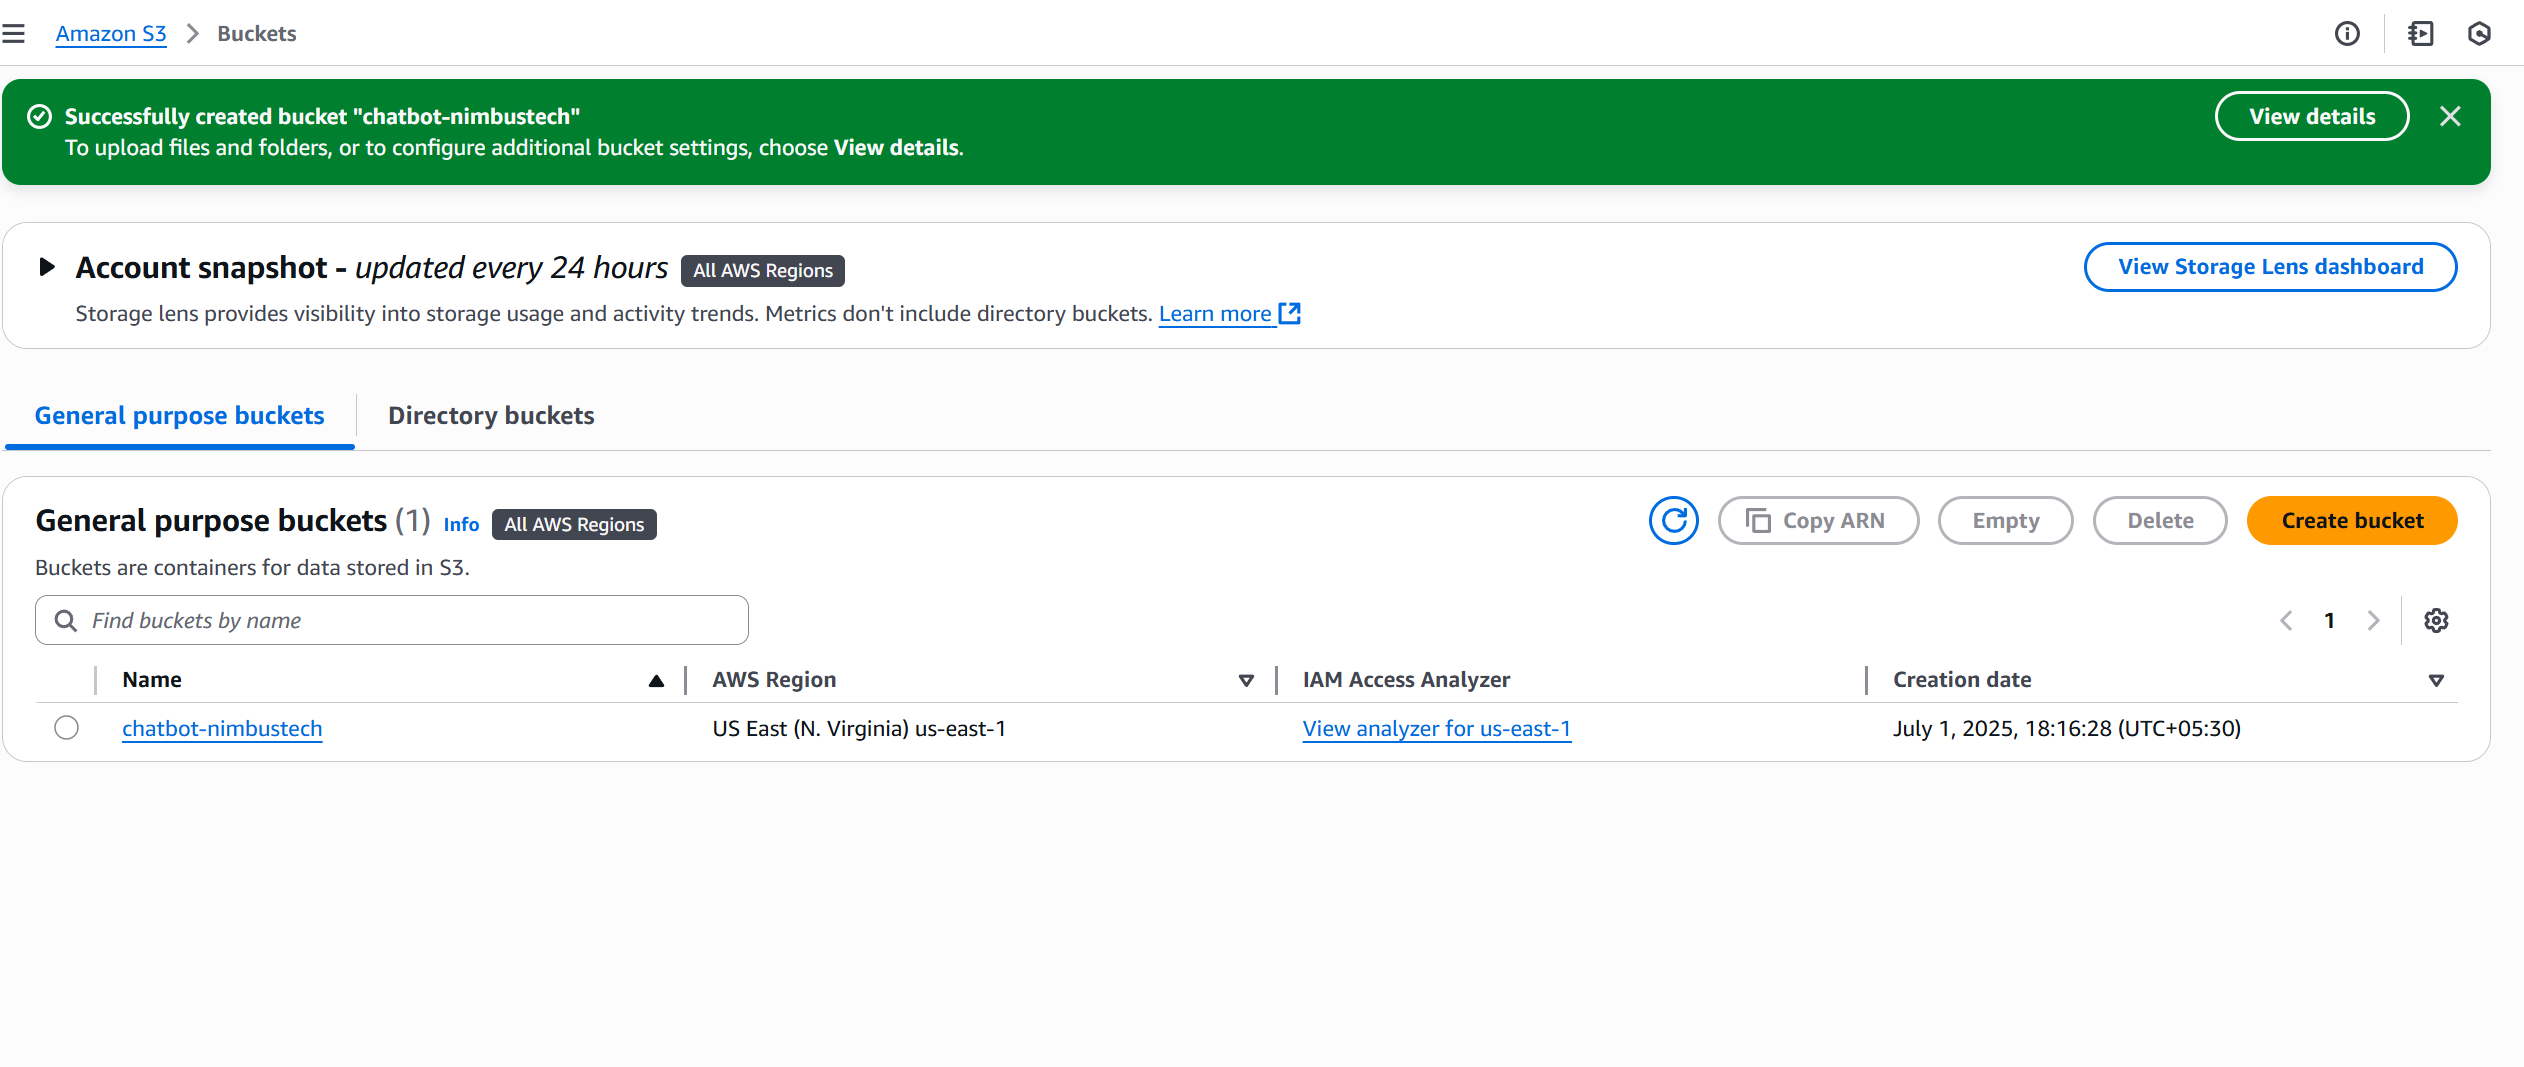 Amazon S3 > Buckets
Successfully created bucket "chatbot-nimbustech"
To upload files and folders, or to configure additional bucket settings, choose View details.
View details
Account snapshot - updated every 24 hours All AWS Regions
View Storage Lens dashboard
Storage lens provides visibility into storage usage and activity trends. Metrics don't include directory buckets. Learn more
General purpose buckets Directory buckets
General purpose buckets (1) Info All AWS Regions
Copy ARN Empty Delete Create bucket
Buckets are containers for data stored in S3.
Find buckets by name
1
Name AWS Region IAM Access Analyzer Creation date
chatbot-nimbustech US East (N. Virginia) us-east-1 View analyzer for us-east-1 July 1, 2025, 18:16:28 (UTC+05:30)